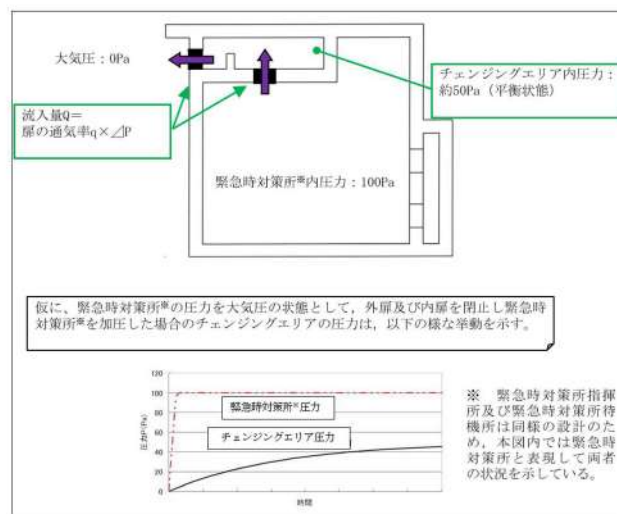 大気圧：0Pa
チェンジングエリア内圧力：
約50Pa（平衡状態）
流入量Q＝
扉の通気率q×⊿P
緊急時対策所※内圧力：100Pa
仮に、緊急時対策所※の圧力を大気圧の状態として，外扉及び内扉を閉止し緊急時
対策所※を加圧した場合のチェンジングエリアの圧力は，以下の様な挙動を示す。
120
100
80
60
40
20
0
圧力P(Pa)
緊急時対策所※圧力
チェンジングエリア圧力
時間
※　緊急時対策所指揮
所及び緊急時対策所待
機所は同様の設計のた
め，本図内では緊急時
対策所と表現して両者
の状況を示している。